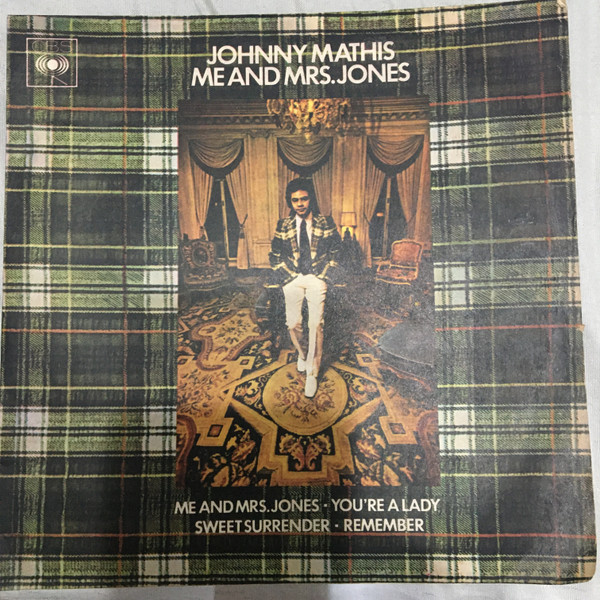 CBS
JOHNNY MATHIS
ME AND MRS. JONES
ME AND MRS. JONES · YOU'RE A LADY
SWEET SURRENDER · REMEMBER